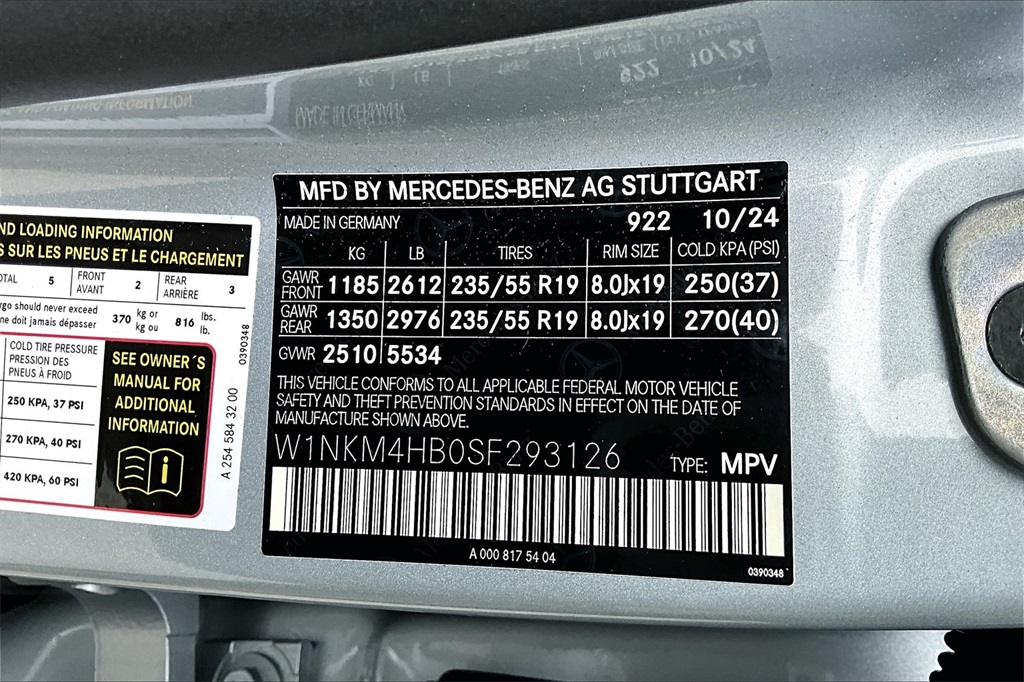 MFD BY MERCEDES-BENZ AG STUTTGART
MADE IN GERMANY 922 10/24
KG LB TIRES RIM SIZE COLD KPA (PSI)
GAWR FRONT 1185 2612 235/55 R19 8.0Jx19 250(37)
GAWR REAR 1350 2976 235/55 R19 8.0Jx19 270(40)
GVWR 2510 5534
THIS VEHICLE CONFORMS TO ALL APPLICABLE FEDERAL MOTOR VEHICLE
SAFETY AND THEFT PREVENTION STANDARDS IN EFFECT ON THE DATE OF
MANUFACTURE SHOWN ABOVE.
W1NKM4HB0SF293126 TYPE: MPV
A 000 817 54 04
0390348
LOADING INFORMATION
SUR LES PNEUS ET LE CHARGEMENT
5 FRONT AVANT 2 REAR ARRIÈRE 3
should never exceed
ne doit jamais dépasser 370 kg or kg ou 816 lbs. lb.
COLD TIRE PRESSURE
PRESSION DES
PNEUS À FROID
250 KPA, 37 PSI
270 KPA, 40 PSI
420 KPA, 60 PSI
SEE OWNER´S
MANUAL FOR
ADDITIONAL
INFORMATION
A 254 584 32 00
0390348